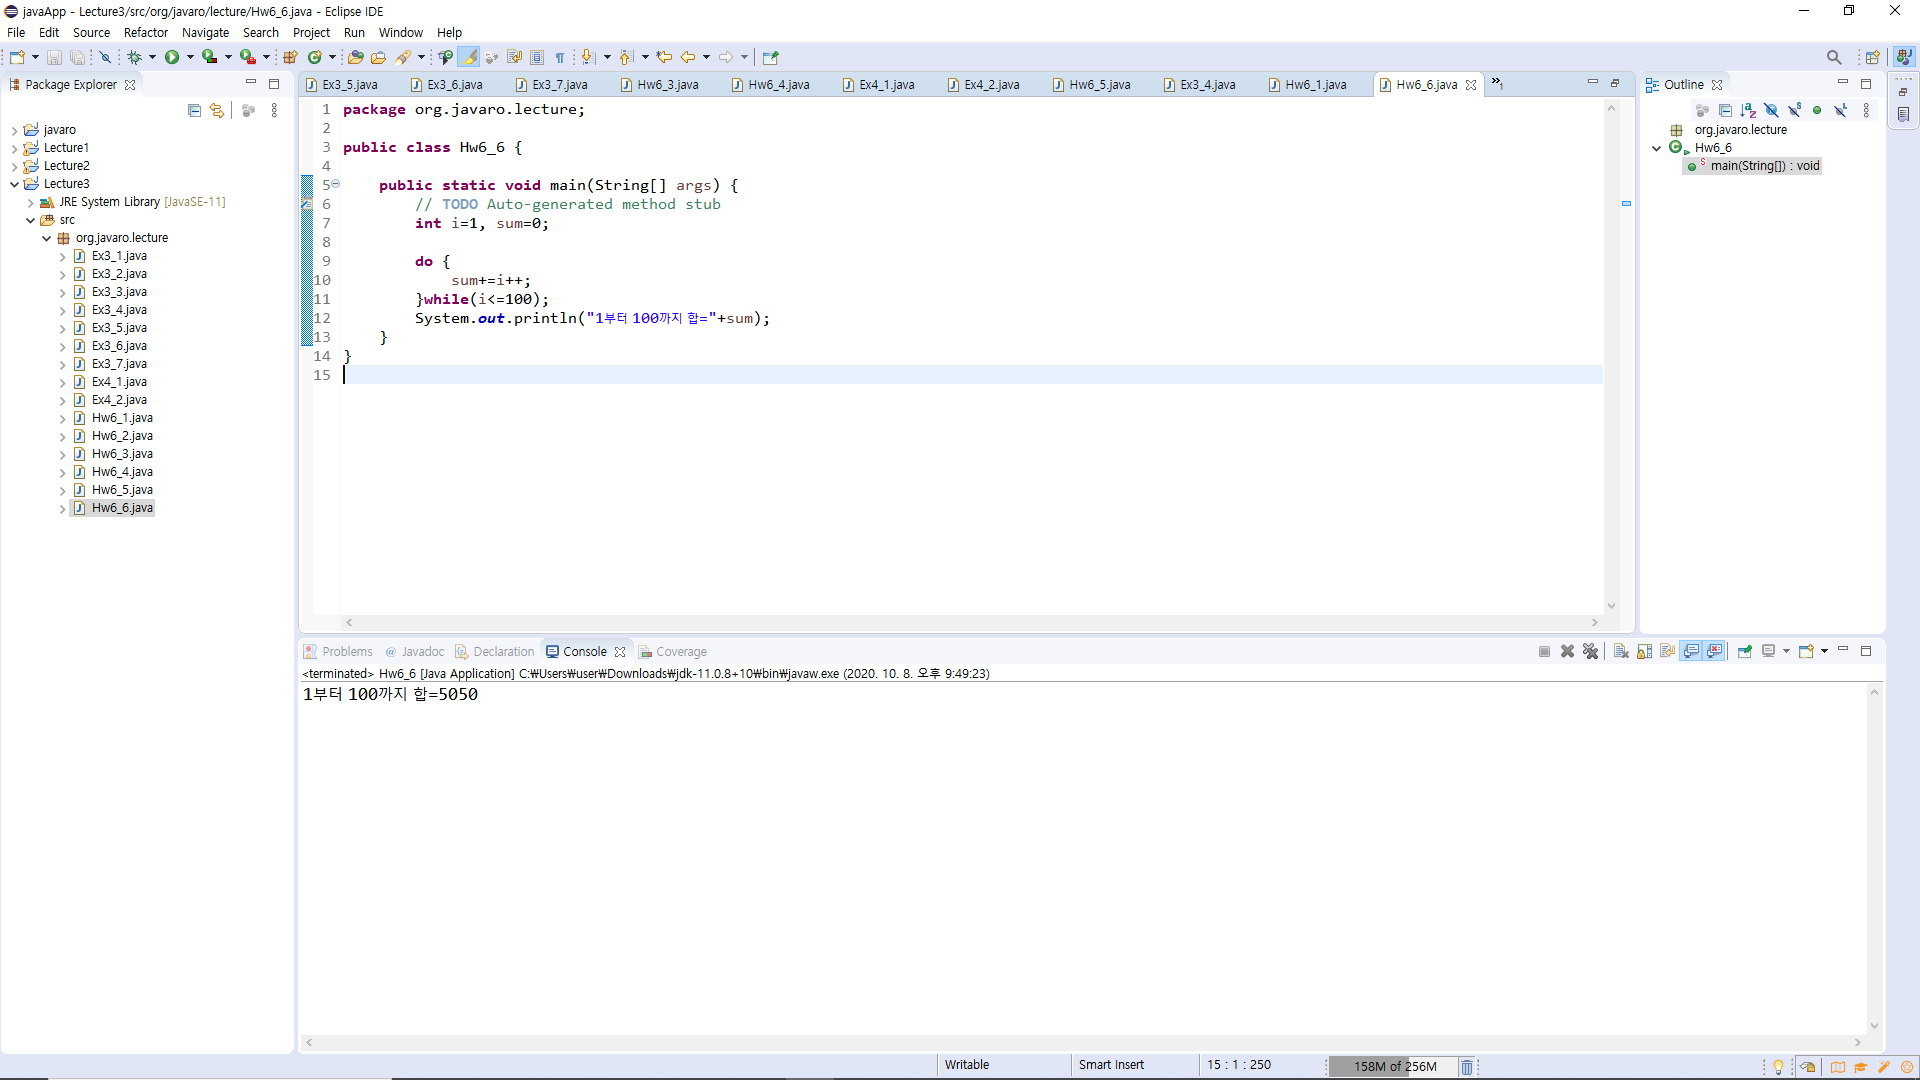 javaApp - Lecture3/src/org/javaro/lecture/Hw6_6.java - Eclipse IDE
File Edit Source Refactor Navigate Search Project Run Window Help
Package Explorer
javaro
Lecture1
Lecture2
Lecture3
JRE System Library [JavaSE-11]
src
org.javaro.lecture
Ex3_1.java
Ex3_2.java
Ex3_3.java
Ex3_4.java
Ex3_5.java
Ex3_6.java
Ex3_7.java
Ex4_1.java
Ex4_2.java
Hw6_1.java
Hw6_2.java
Hw6_3.java
Hw6_4.java
Hw6_5.java
Hw6_6.java
Ex3_5.java Ex3_6.java Ex3_7.java Hw6_3.java Hw6_4.java Ex4_1.java Ex4_2.java Hw6_5.java Ex3_4.java Hw6_1.java Hw6_6.java »1
1 package org.javaro.lecture;
2
3 public class Hw6_6 {
4
5 public static void main(String[] args) {
6 // TODO Auto-generated method stub
7 int i=1, sum=0;
8
9 do {
10 sum+=i++;
11 }while(i<=100);
12 System.out.println("1부터 100까지 합="+sum);
13 }
14 }
15
Outline
org.javaro.lecture
Hw6_6
main(String[]) : void
Problems @ Javadoc Declaration Console Coverage
<terminated> Hw6_6 [Java Application] C:₩Users₩user₩Downloads₩jdk-11.0.8+10₩bin₩javaw.exe (2020. 10. 8. 오후 9:49:23)
1부터 100까지 합=5050
Writable Smart Insert 15 : 1 : 250 158M of 256M